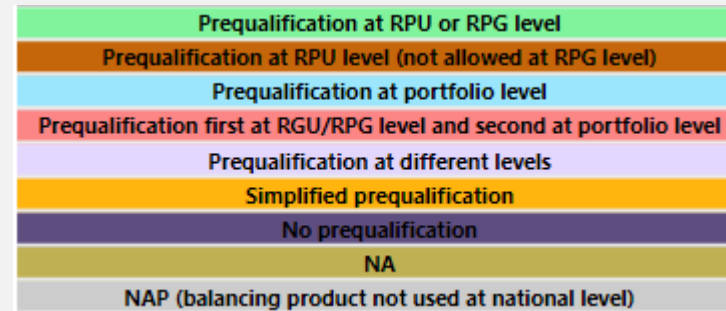 Prequalification at RPU or RPG level
Prequalification at RPU level (not allowed at RPG level)
Prequalification at portfolio level
Prequalification first at RGU/RPG level and second at portfolio level
Prequalification at different levels
Simplified prequalification
No prequalification
NA
NAP (balancing product not used at national level)